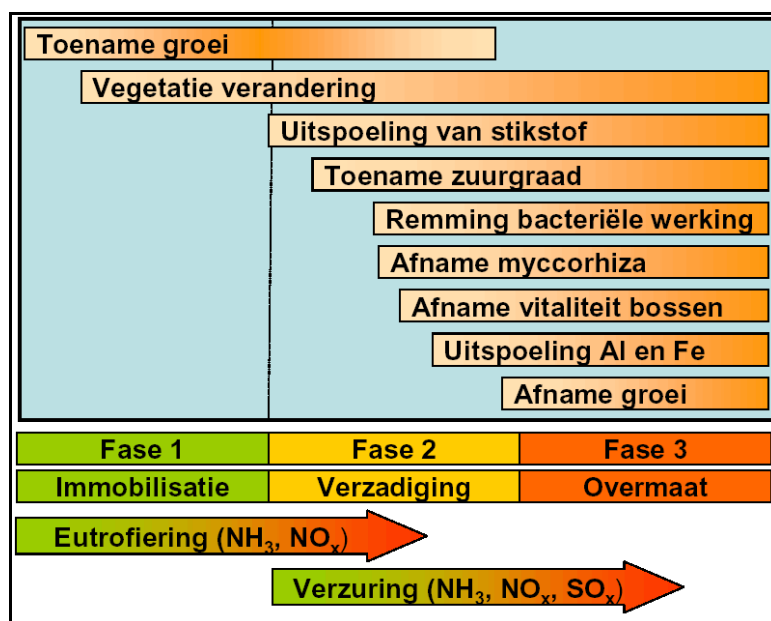 Toename groei
Vegetatie verandering
Uitspoeling van stikstof
Toename zuurgraad
Remming bacteriële werking
Afname myccorhiza
Afname vitaliteit bossen
Uitspoeling Al en Fe
Afname groei
Fase 1 Fase 2 Fase 3
Immobilisatie Verzadiging Overmaat
Eutrofiering (NH₃, NOₓ)
Verzuring (NH₃, NOₓ, SOₓ)